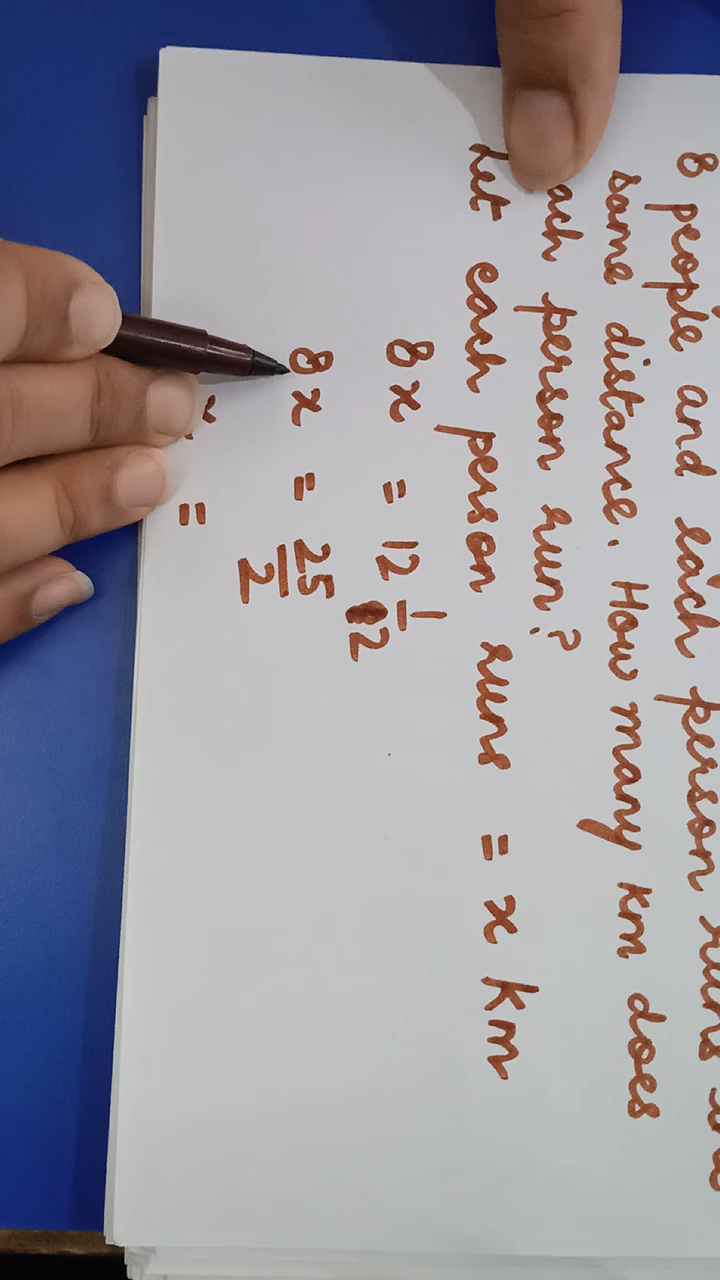 8 people and each person runs
same distance. How many km does
each person run?
Let each person runs = x km
8x = 12 1/2
8x = 25/2
x =